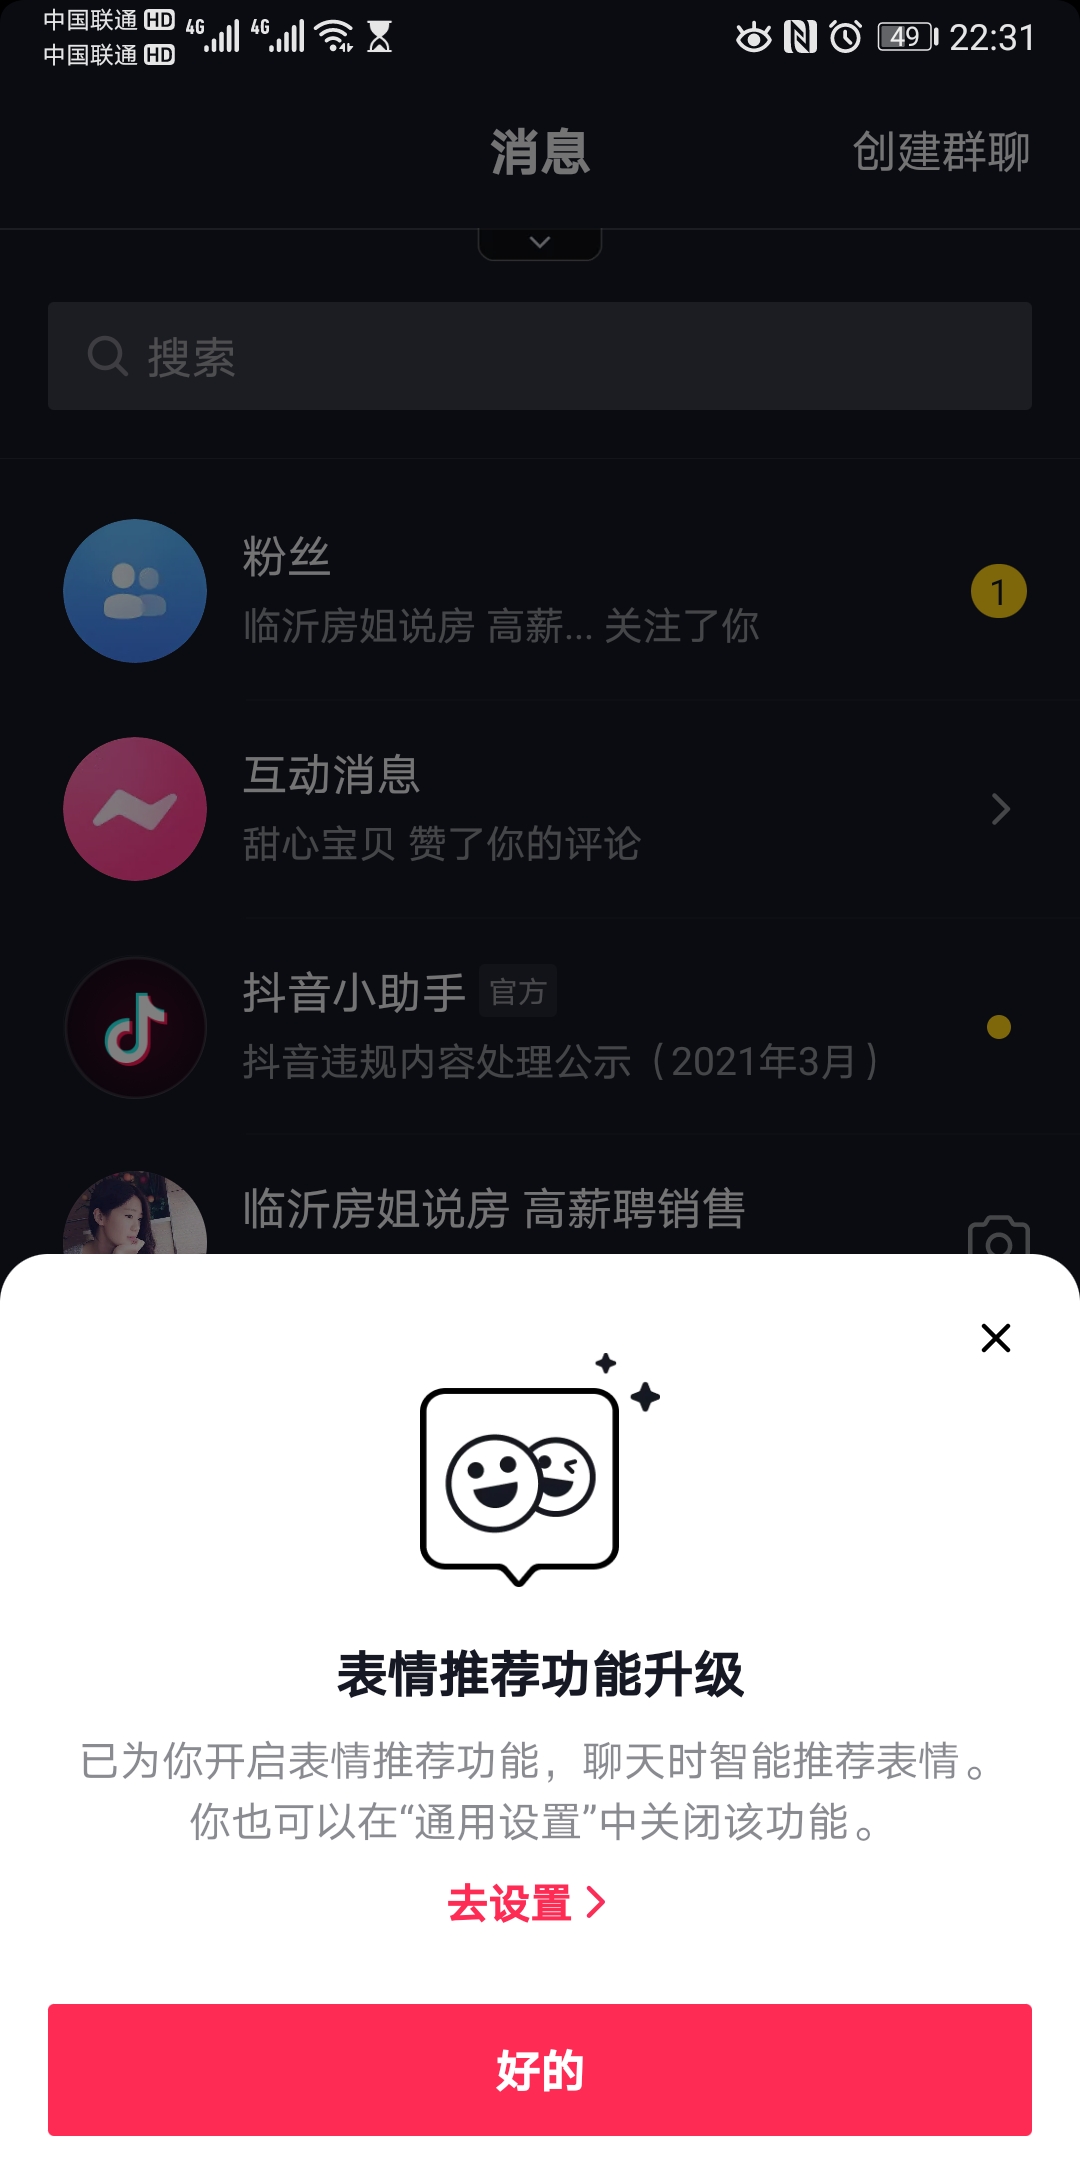 中国联通 HD 4G 4G 49 22:31
中国联通 HD
消息 创建群聊
搜索
粉丝
临沂房姐说房 高薪... 关注了你 1
互动消息
甜心宝贝 赞了你的评论
抖音小助手 官方
抖音违规内容处理公示（2021年3月）
临沂房姐说房 高薪聘销售
表情推荐功能升级
已为你开启表情推荐功能，聊天时智能推荐表情。
你也可以在“通用设置”中关闭该功能。
去设置
好的